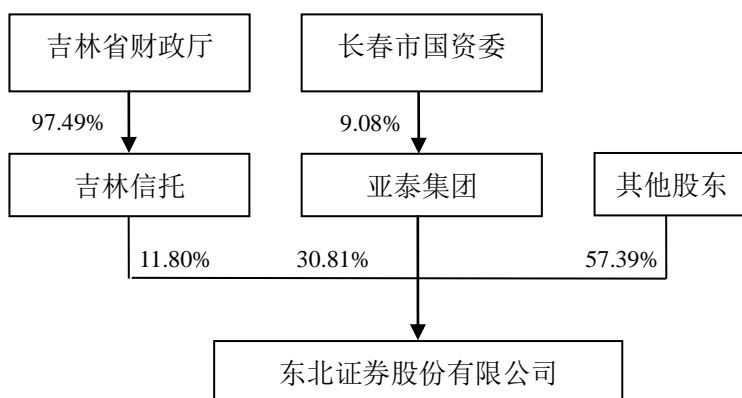 吉林省财政厅
长春市国资委
97.49%
9.08%
吉林信托
亚泰集团
其他股东
11.80%
30.81%
57.39%
东北证券股份有限公司